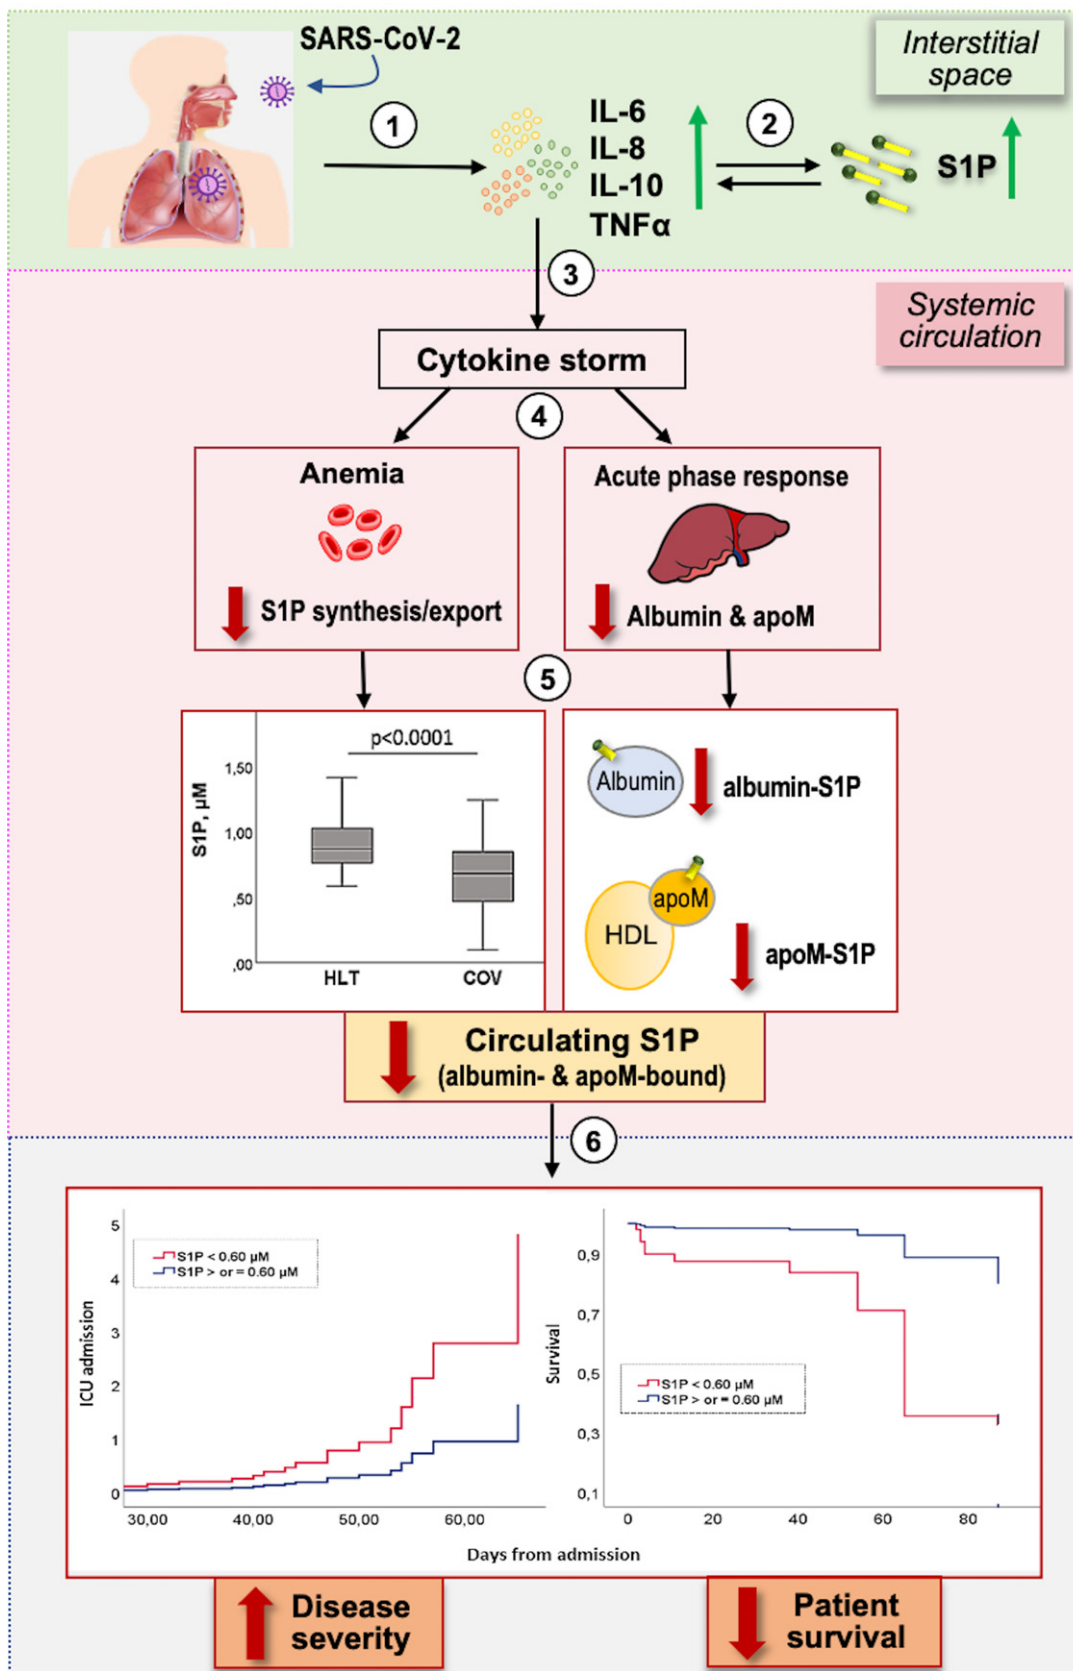 SARS-CoV-2
Interstitial
space
1
IL-6
IL-8
IL-10
TNFα
2
S1P
3
Systemic
circulation
Cytokine storm
4
Anemia
S1P synthesis/export
Acute phase response
Albumin & apoM
5
p<0.0001
S1P, µM
1,50
1,00
,50
,00
HLT
COV
Albumin
albumin-S1P
apoM
HDL
apoM-S1P
Circulating S1P
(albumin- & apoM-bound)
6
ICU admission
5
4
3
2
1
0
S1P < 0.60 µM
S1P > or = 0.60 µM
30,00
40,00
50,00
60,00
Survival
0,9
0,7
0,5
0,3
0,1
S1P < 0.60 µM
S1P > or = 0.60 µM
0
20
40
60
80
Days from admission
Disease
severity
Patient
survival